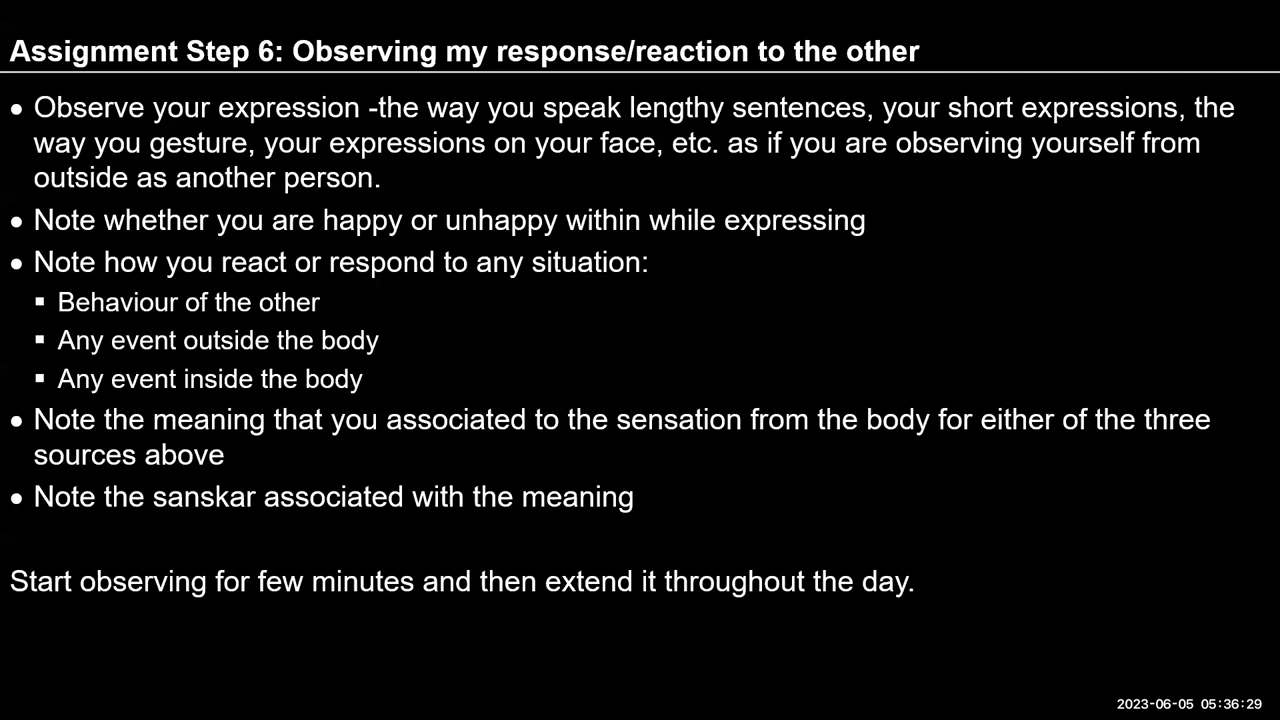 Assignment Step 6: Observing my response/reaction to the other
• Observe your expression -the way you speak lengthy sentences, your short expressions, the
way you gesture, your expressions on your face, etc. as if you are observing yourself from
outside as another person.
• Note whether you are happy or unhappy within while expressing
• Note how you react or respond to any situation:
▪ Behaviour of the other
▪ Any event outside the body
▪ Any event inside the body
• Note the meaning that you associated to the sensation from the body for either of the three
sources above
• Note the sanskar associated with the meaning
Start observing for few minutes and then extend it throughout the day.
2023-06-05 05:36:29